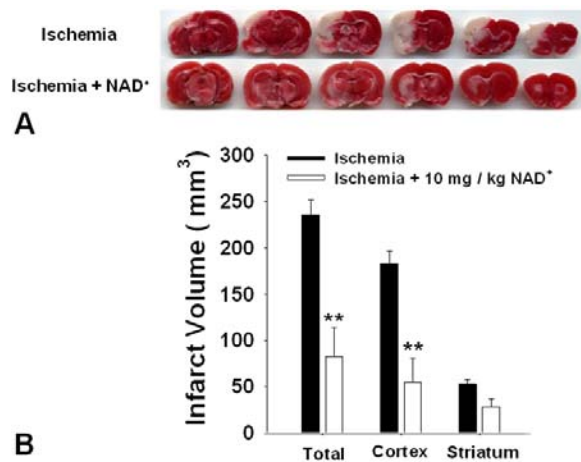 Ischemia
Ischemia + NAD+
A
300
250
200
150
100
50
0
Infarct Volume ( mm3 )
Ischemia
Ischemia + 10 mg / kg NAD+
**
**
Total Cortex Striatum
B